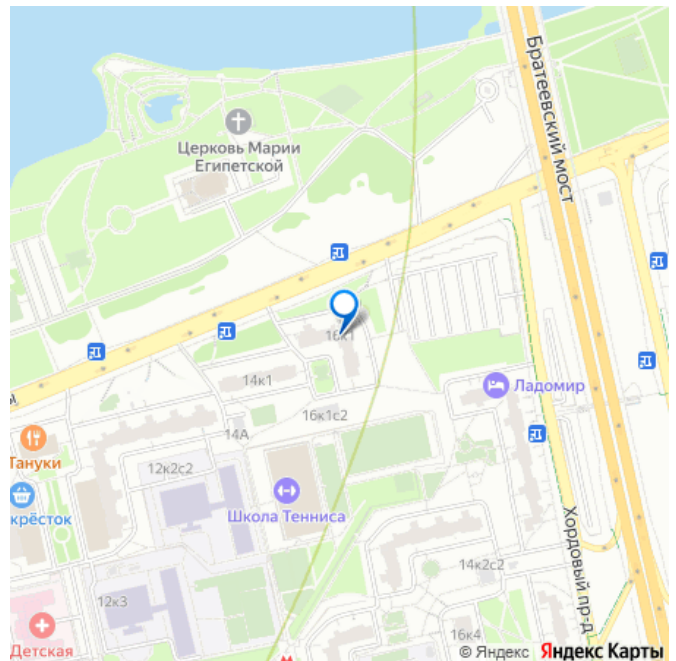 Братеевский мост
Церковь Марии
Египетской
16к1
14к1
Ладомир
16к1с2
14А
Тануки
12к2с2
крёсток
Школа Тенниса
Хордовый пр-д
14к2с2
12к3
16к4
Детская
© Яндекс Яндекс Карты